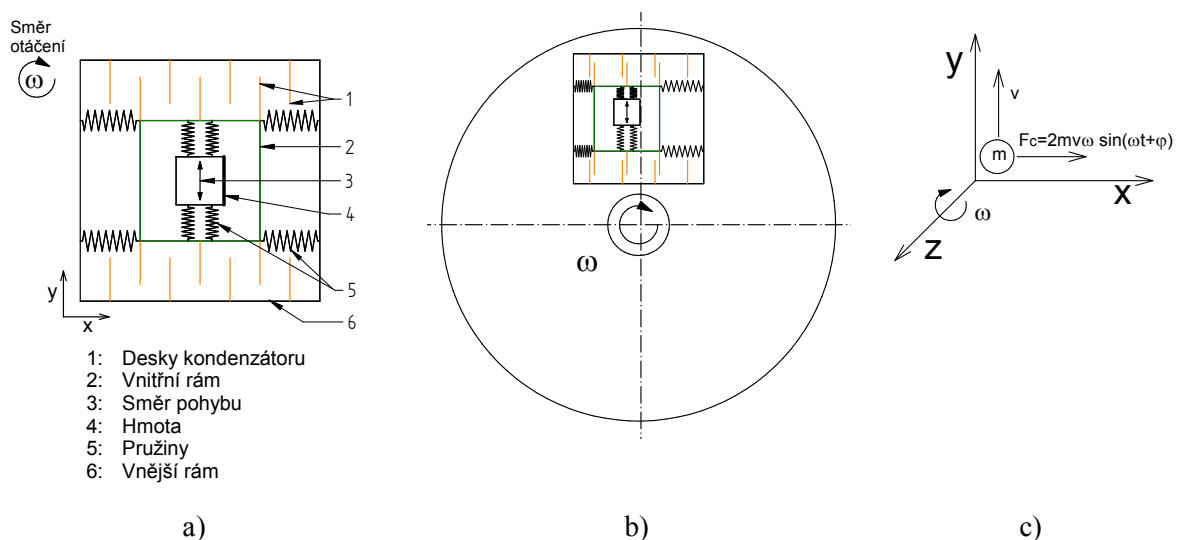 Směr
otáčení
ω
1
2
3
4
5
6
y
x
1: Desky kondenzátoru
2: Vnitřní rám
3: Směr pohybu
4: Hmota
5: Pružiny
6: Vnější rám
a)
ω
b)
y
v
Fc=2mvω sin(ωt+φ)
m
x
ω
z
c)